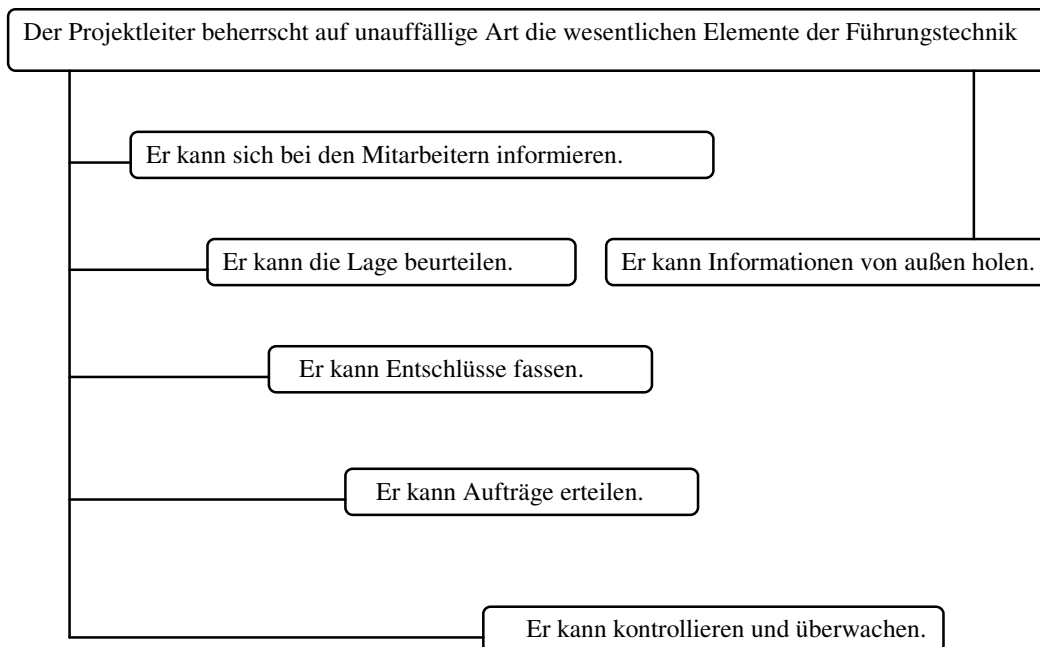 Der Projektleiter beherrscht auf unauffällige Art die wesentlichen Elemente der Führungstechnik
Er kann sich bei den Mitarbeitern informieren.
Er kann die Lage beurteilen.
Er kann Informationen von außen holen.
Er kann Entschlüsse fassen.
Er kann Aufträge erteilen.
Er kann kontrollieren und überwachen.